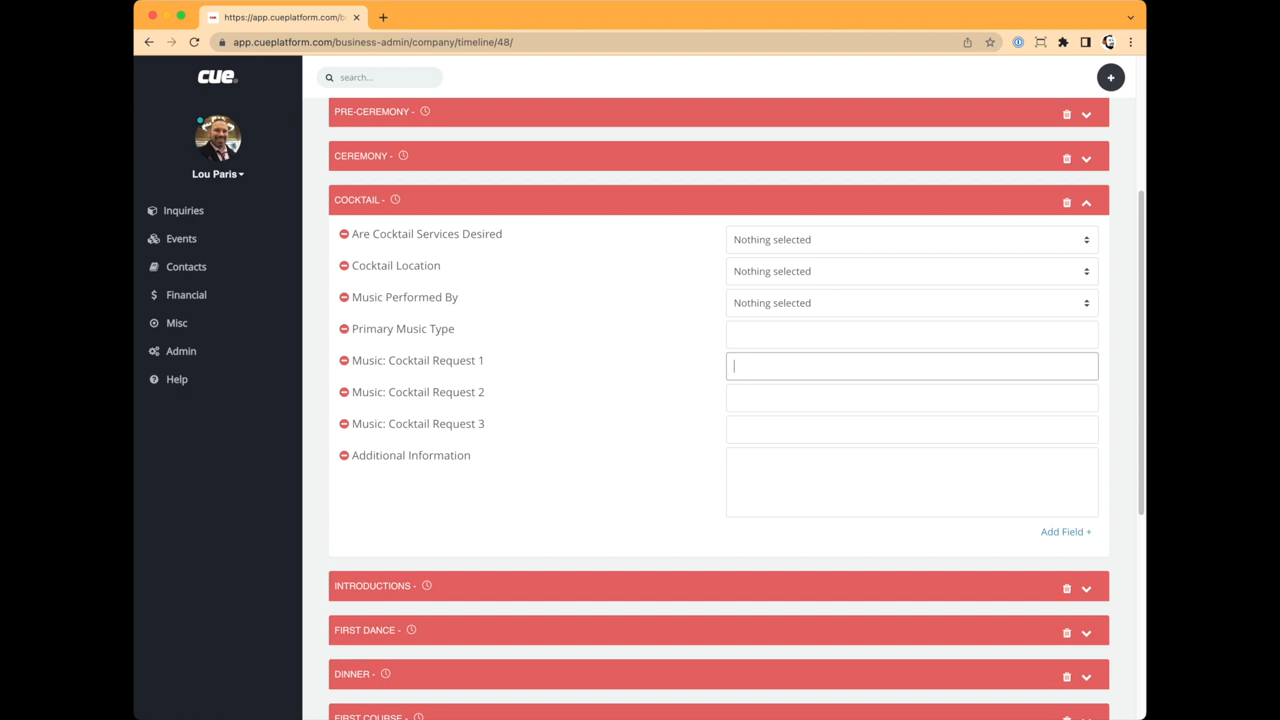 https://app.cueplatform.com/b
app.cueplatform.com/business-admin/company/timeline/48/
cue.
search...
Lou Paris
Inquiries
Events
Contacts
Financial
Misc
Admin
Help
PRE-CEREMONY -
CEREMONY -
COCKTAIL -
Are Cocktail Services Desired
Nothing selected
Cocktail Location
Nothing selected
Music Performed By
Nothing selected
Primary Music Type
Music: Cocktail Request 1
Music: Cocktail Request 2
Music: Cocktail Request 3
Additional Information
Add Field +
INTRODUCTIONS -
FIRST DANCE -
DINNER -
FIRST COURSE -